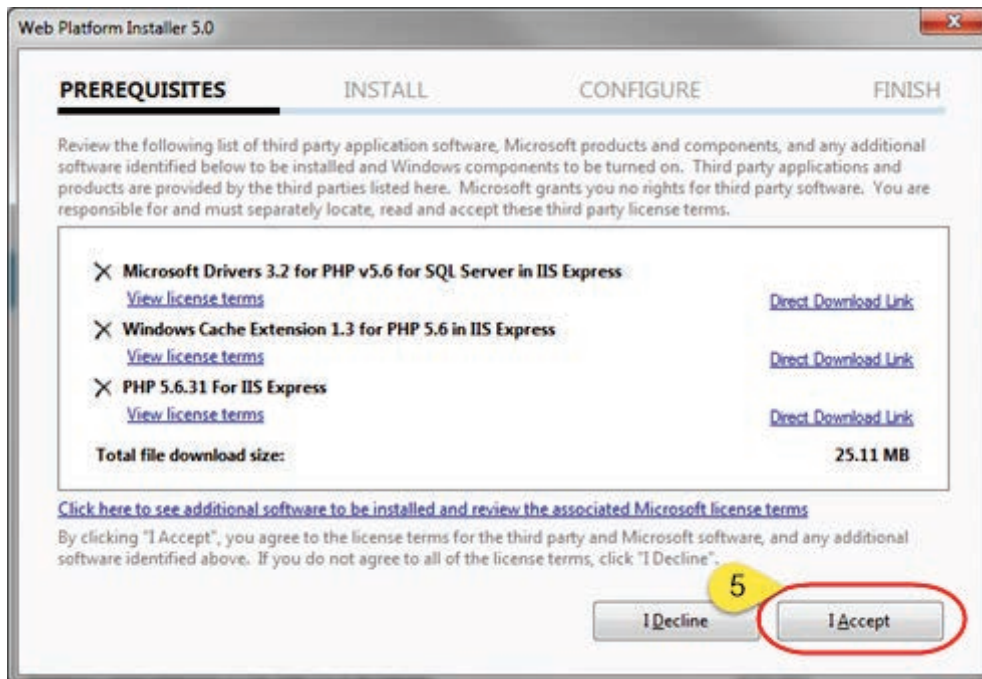 Web Platform Installer 5.0
PREREQUISITES INSTALL CONFIGURE FINISH
Review the following list of third party application software, Microsoft products and components, and any additional
software identified below to be installed and Windows components to be turned on. Third party applications and
products are provided by the third parties listed here. Microsoft grants you no rights for third party software. You are
responsible for and must separately locate, read and accept these third party license terms.
Microsoft Drivers 3.2 for PHP v5.6 for SQL Server in IIS Express
View license terms Direct Download Link
Windows Cache Extension 1.3 for PHP 5.6 in IIS Express
View license terms Direct Download Link
PHP 5.6.31 For IIS Express
View license terms Direct Download Link
Total file download size: 25.11 MB
Click here to see additional software to be installed and review the associated Microsoft license terms
By clicking "I Accept", you agree to the license terms for the third party and Microsoft software, and any additional
software identified above. If you do not agree to all of the license terms, click "I Decline".
5
I Decline I Accept